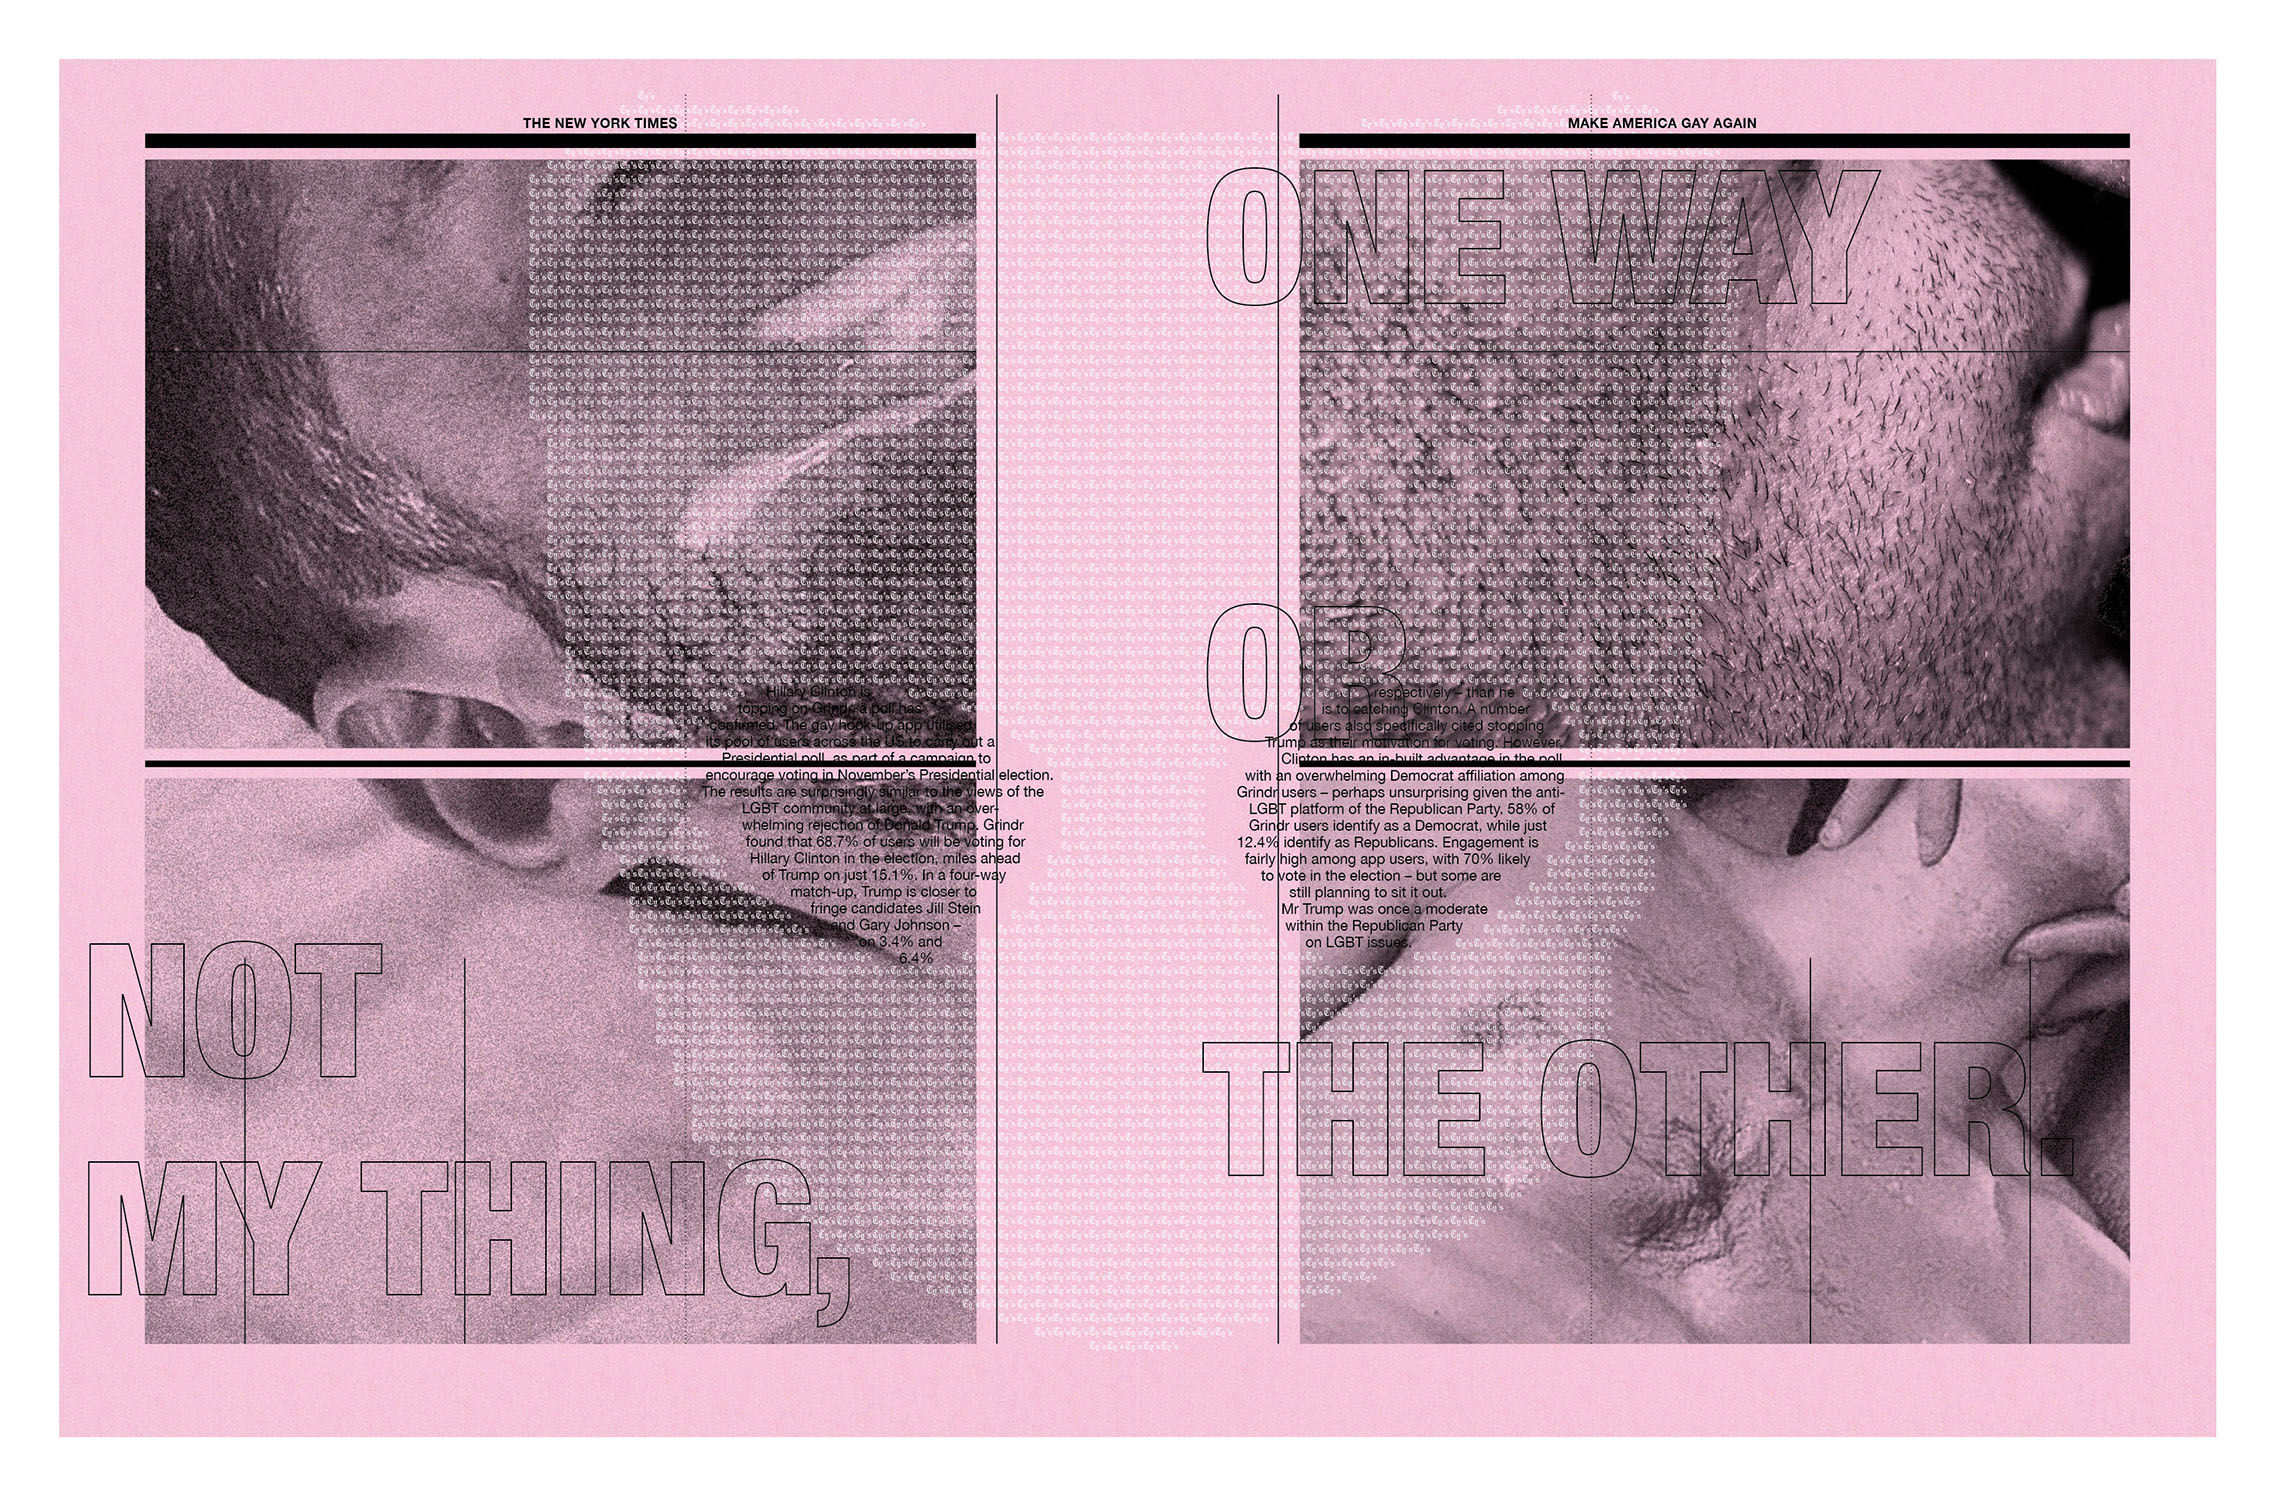 THE NEW YORK TIMES
MAKE AMERICA GAY AGAIN
ONE WAY
OR
THE OTHER.
NOT
MY THING,
Hillary Clinton is
topping on Grindr, a poll has
confirmed. The gay hook-up app utilised
its pool of users across the US to carry out a
Presidential poll, as part of a campaign to
encourage voting in November's Presidential election.
The results are surprisingly similar to the views of the
LGBT community at large, with an over-
whelming rejection of Donald Trump. Grindr
found that 68.7% of users will be voting for
Hillary Clinton in the election, miles ahead
of Trump on just 15.1%. In a four-way
match-up, Trump is closer to
fringe candidates Jill Stein
and Gary Johnson –
on 3.4% and
6.4%
respectively – than he
is to catching Clinton. A number
of users also specifically cited stopping
Trump as their motivation for voting. However,
Clinton has an in-built advantage in the poll
with an overwhelming Democrat affiliation among
Grindr users – perhaps unsurprising given the anti-
LGBT platform of the Republican Party. 58% of
Grindr users identify as a Democrat, while just
12.4% identify as Republicans. Engagement is
fairly high among app users, with 70% likely
to vote in the election – but some are
still planning to sit it out.
Mr Trump was once a moderate
within the Republican Party
on LGBT issues.